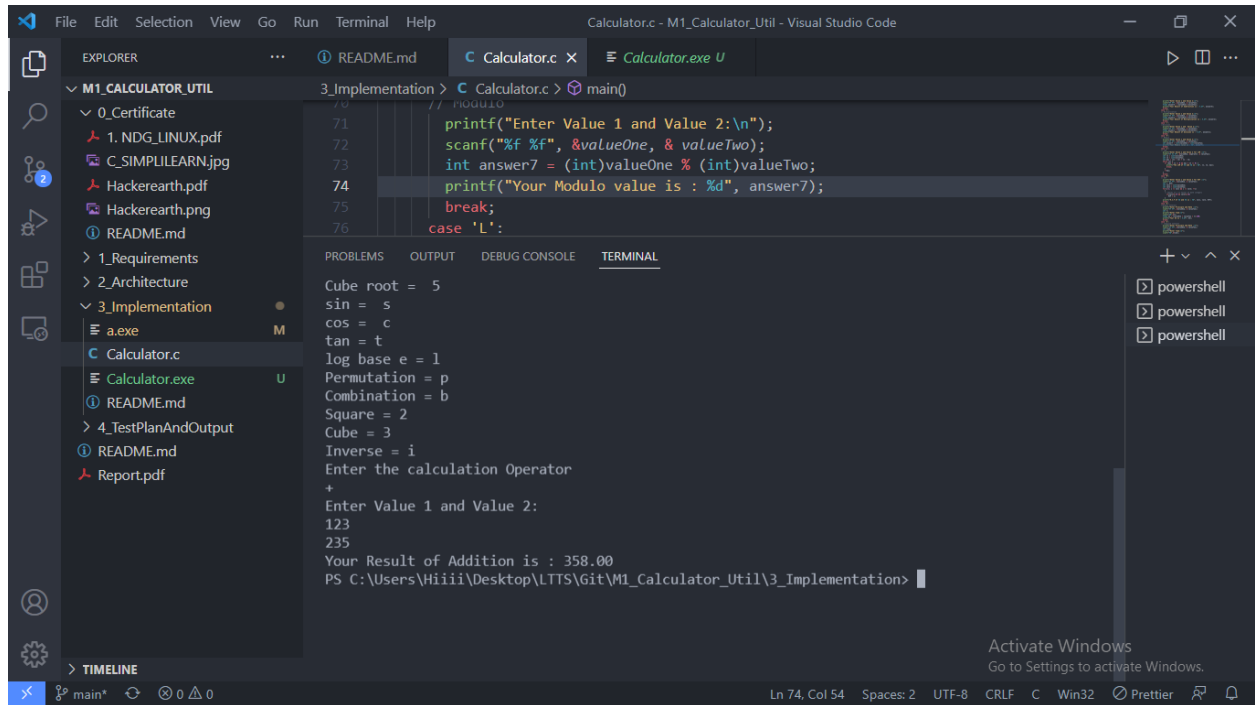 File Edit Selection View Go Run Terminal Help Calculator.c - M1_Calculator_Util - Visual Studio Code
EXPLORER ...
README.md Calculator.c Calculator.exe U
M1_CALCULATOR_UTIL
0_Certificate
1. NDG_LINUX.pdf
C_SIMPLILEARN.jpg
Hackerearth.pdf
Hackerearth.png
README.md
1_Requirements
2_Architecture
3_Implementation
a.exe M
C Calculator.c
Calculator.exe U
README.md
4_TestPlanAndOutput
README.md
Report.pdf
TIMELINE
2
3_Implementation > C Calculator.c > main()
70 // Modulo
71 printf("Enter Value 1 and Value 2:\n");
72 scanf("%f %f", &valueOne, & valueTwo);
73 int answer7 = (int)valueOne % (int)valueTwo;
74 printf("Your Modulo value is : %d", answer7);
75 break;
76 case 'L':
PROBLEMS OUTPUT DEBUG CONSOLE TERMINAL
Cube root =  5
sin =  s
cos =  c
tan = t
log base e = l
Permutation = p
Combination = b
Square = 2
Cube = 3
Inverse = i
Enter the calculation Operator
+
Enter Value 1 and Value 2:
123
235
Your Result of Addition is : 358.00
PS C:\Users\Hiiii\Desktop\LTTS\Git\M1_Calculator_Util\3_Implementation>
powershell
powershell
powershell
Activate Windows
Go to Settings to activate Windows.
main* 0 0 Ln 74, Col 54 Spaces: 2 UTF-8 CRLF C Win32 Prettier